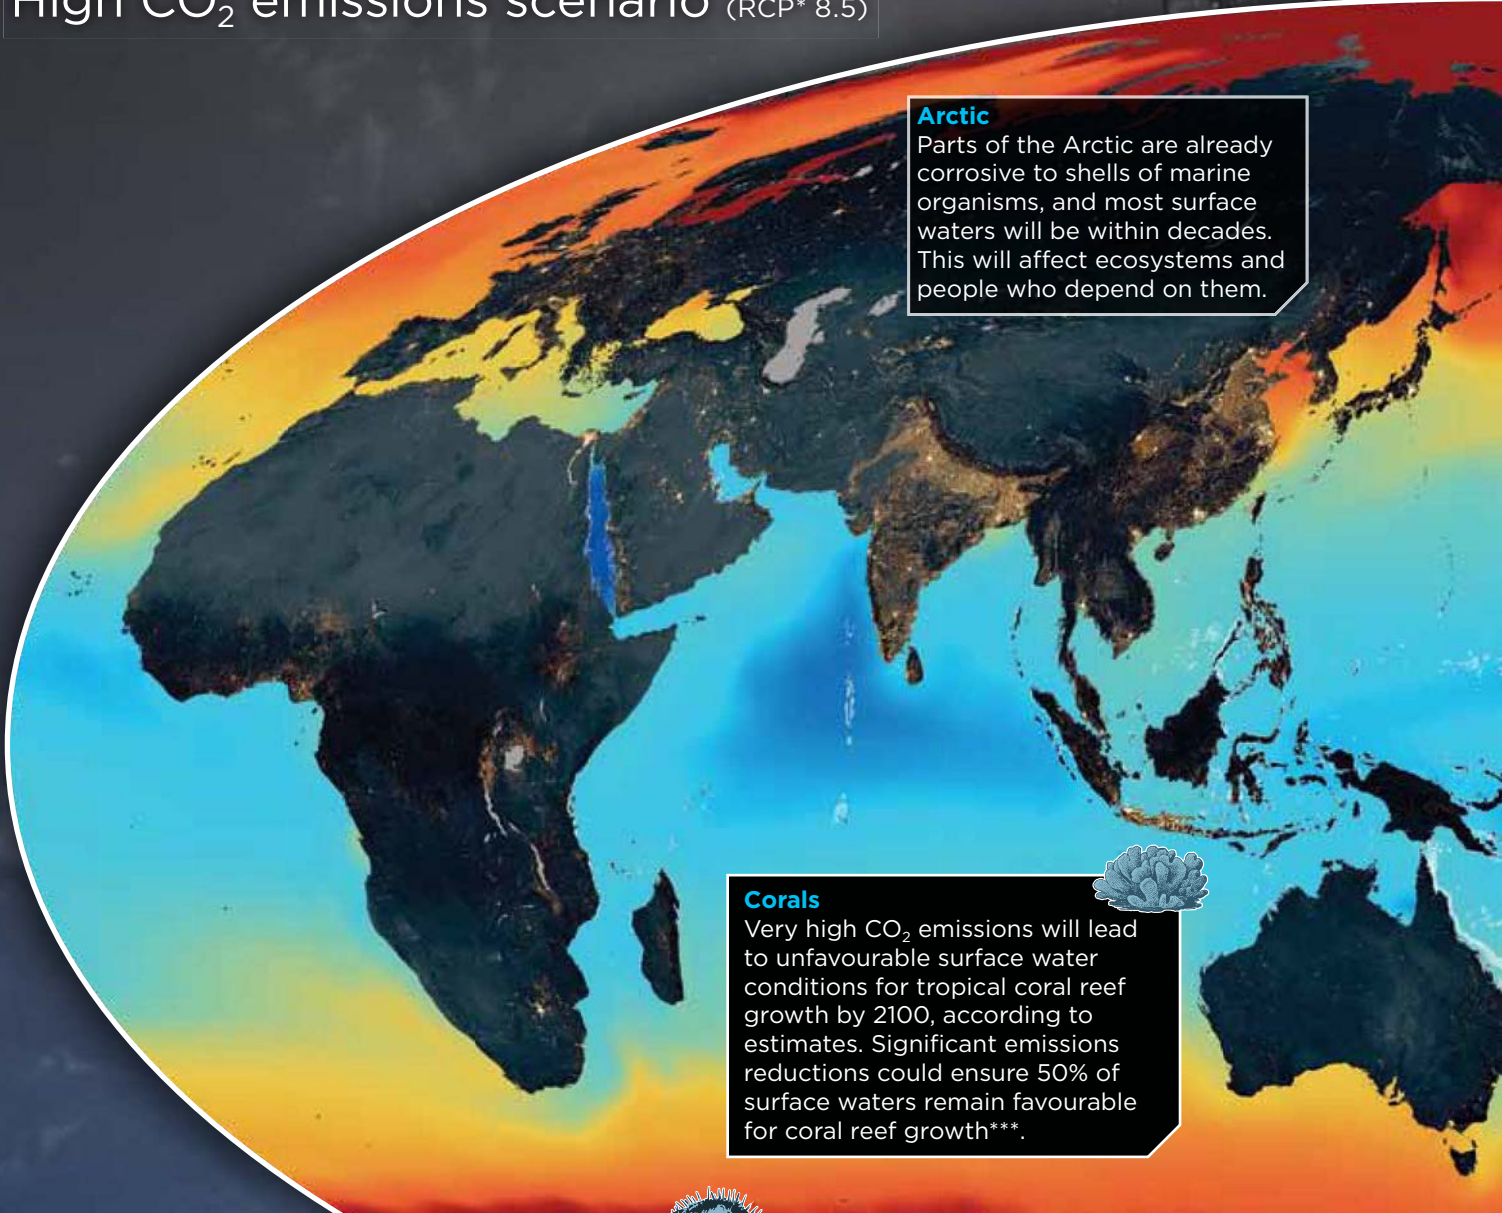 High CO₂ emissions scenario (RCP* 8.5)
Arctic
Parts of the Arctic are already
corrosive to shells of marine
organisms, and most surface
waters will be within decades.
This will affect ecosystems and
people who depend on them.
Corals
Very high CO₂ emissions will lead
to unfavourable surface water
conditions for tropical coral reef
growth by 2100, according to
estimates. Significant emissions
reductions could ensure 50% of
surface waters remain favourable
for coral reef growth***.